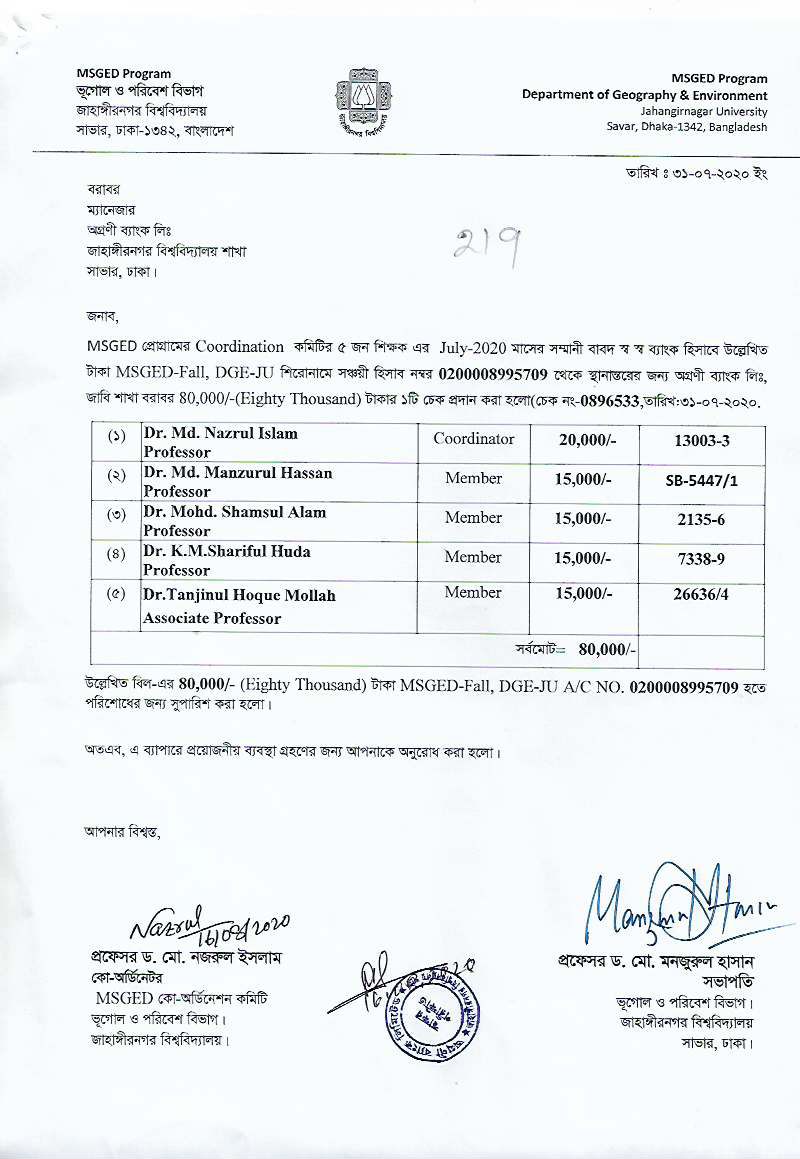 MSGED Program
ভূগোল ও পরিবেশ বিভাগ
জাহাঙ্গীরনগর বিশ্ববিদ্যালয়
সাভার, ঢাকা-১৩৪২, বাংলাদেশ
MSGED Program
Department of Geography & Environment
Jahangirnagar University
Savar, Dhaka-1342, Bangladesh
তারিখ ঃ ৩১-০৭-২০২০ ইং
বরাবর
ম্যানেজার
অগ্রণী ব্যাংক লিঃ
জাহাঙ্গীরনগর বিশ্ববিদ্যালয় শাখা
সাভার, ঢাকা।
জনাব,
MSGED প্রোগ্রামের Coordination কমিটির ৫ জন শিক্ষক এর July-2020 মাসের সম্মানী বাবদ স্ব স্ব ব্যাংক হিসাবে উল্লেখিত
টাকা MSGED-Fall, DGE-JU শিরোনামে সঞ্চয়ী হিসাব নম্বর 0200008995709 থেকে স্থানান্তরের জন্য অগ্রণী ব্যাংক লিঃ,
জাবি শাখা বরাবর 80,000/-(Eighty Thousand) টাকার ১টি চেক প্রদান করা হলো(চেক নং-0896533,তারিখ:৩১-০৭-২০২০.
(১) Dr. Md. Nazrul Islam Coordinator 20,000/- 13003-3
Professor
(২) Dr. Md. Manzurul Hassan Member 15,000/- SB-5447/1
Professor
(৩) Dr. Mohd. Shamsul Alam Member 15,000/- 2135-6
Professor
(৪) Dr. K.M.Shariful Huda Member 15,000/- 7338-9
Professor
(৫) Dr.Tanjinul Hoque Mollah Member 15,000/- 26636/4
Associate Professor
সর্বমোট= 80,000/-
উল্লেখিত বিল-এর 80,000/- (Eighty Thousand) টাকা MSGED-Fall, DGE-JU A/C NO. 0200008995709 হতে
পরিশোধের জন্য সুপারিশ করা হলো।
অতএব, এ ব্যাপারে প্রয়োজনীয় ব্যবস্থা গ্রহণের জন্য আপনাকে অনুরোধ করা হলো।
আপনার বিশ্বস্ত,
Nazrul
16/08/2020
প্রফেসর ড. মো. নজরুল ইসলাম
কো-অর্ডিনেটর
MSGED কো-অর্ডিনেশন কমিটি
ভূগোল ও পরিবেশ বিভাগ।
জাহাঙ্গীরনগর বিশ্ববিদ্যালয়।
প্রফেসর ড. মো. মনজুরুল হাসান
সভাপতি
ভূগোল ও পরিবেশ বিভাগ।
জাহাঙ্গীরনগর বিশ্ববিদ্যালয়
সাভার, ঢাকা।